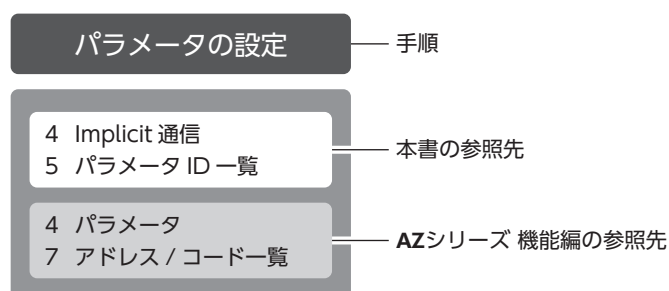 パラメータの設定
手順
4 Implicit 通信
5 パラメータ ID 一覧
本書の参照先
4 パラメータ
7 アドレス / コード一覧
AZシリーズ 機能編の参照先